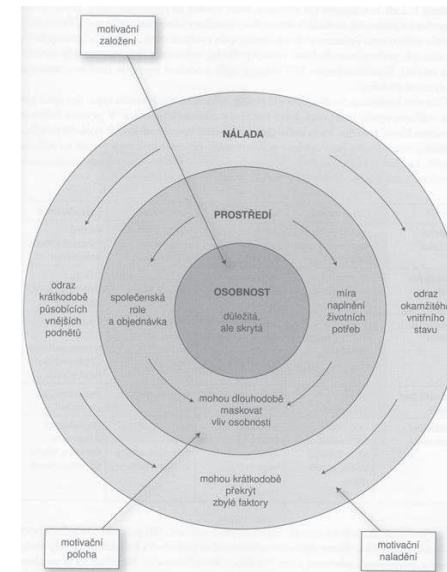 motivační
založení
NÁLADA
PROSTŘEDÍ
odraz
krátkodobě
působících
vnějších
podnětů
společenská
role
a objednávka
OSOBNOST
důležitá,
ale skrytá
míra
naplnění
životních
potřeb
odraz
okamžitého
vnitřního
stavu
mohou dlouhodobě
maskovat
vliv osobnosti
mohou krátkodobě
překrýt
zbylé faktory
motivační
poloha
motivační
naladění